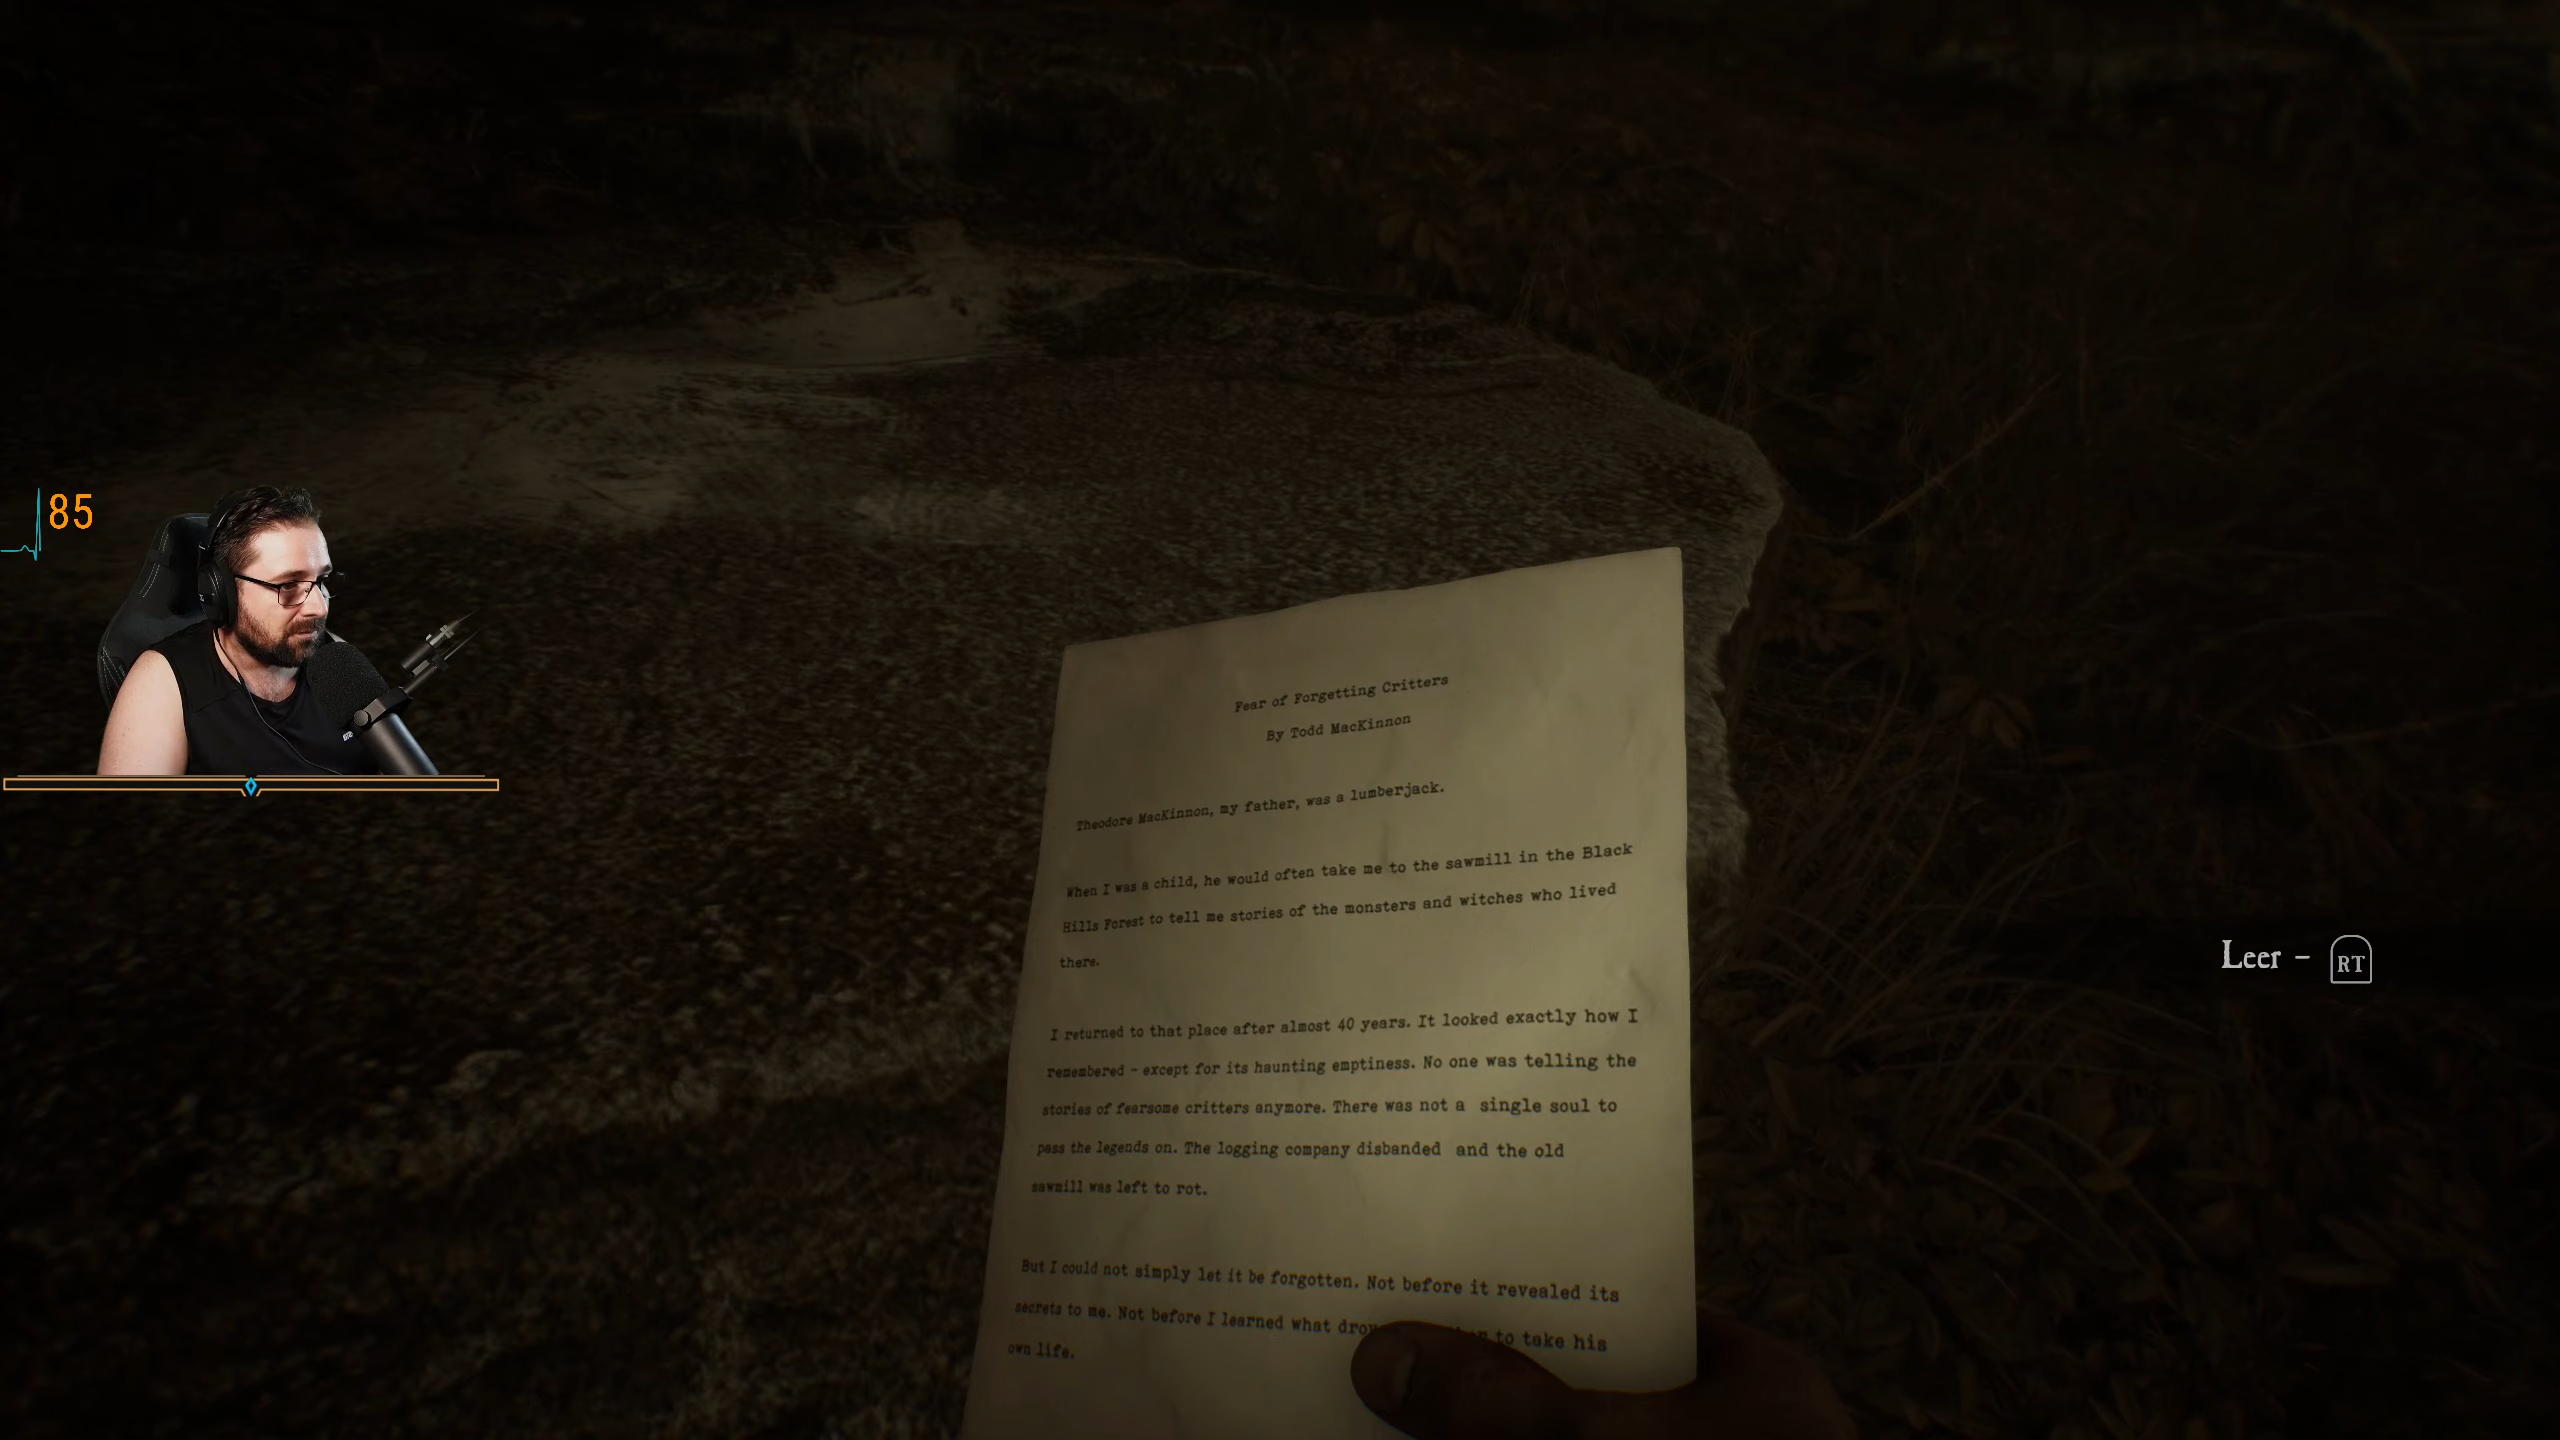 85
Fear of Forgetting Critters
By Todd MacKinnon
Theodore MacKinnon, my father, was a lumberjack.
When I was a child, he would often take me to the sawmill in the Black
Hills Forest to tell me stories of the monsters and witches who lived
there.
I returned to that place after almost 40 years. It looked exactly how I
remembered - except for its haunting emptiness. No one was telling the
stories of fearsome critters anymore. There was not a single soul to
pass the legends on. The logging company disbanded and the old
sawmill was left to rot.
But I could not simply let it be forgotten. Not before it revealed its
secrets to me. Not before I learned what to take his
own life.
Leer - RT